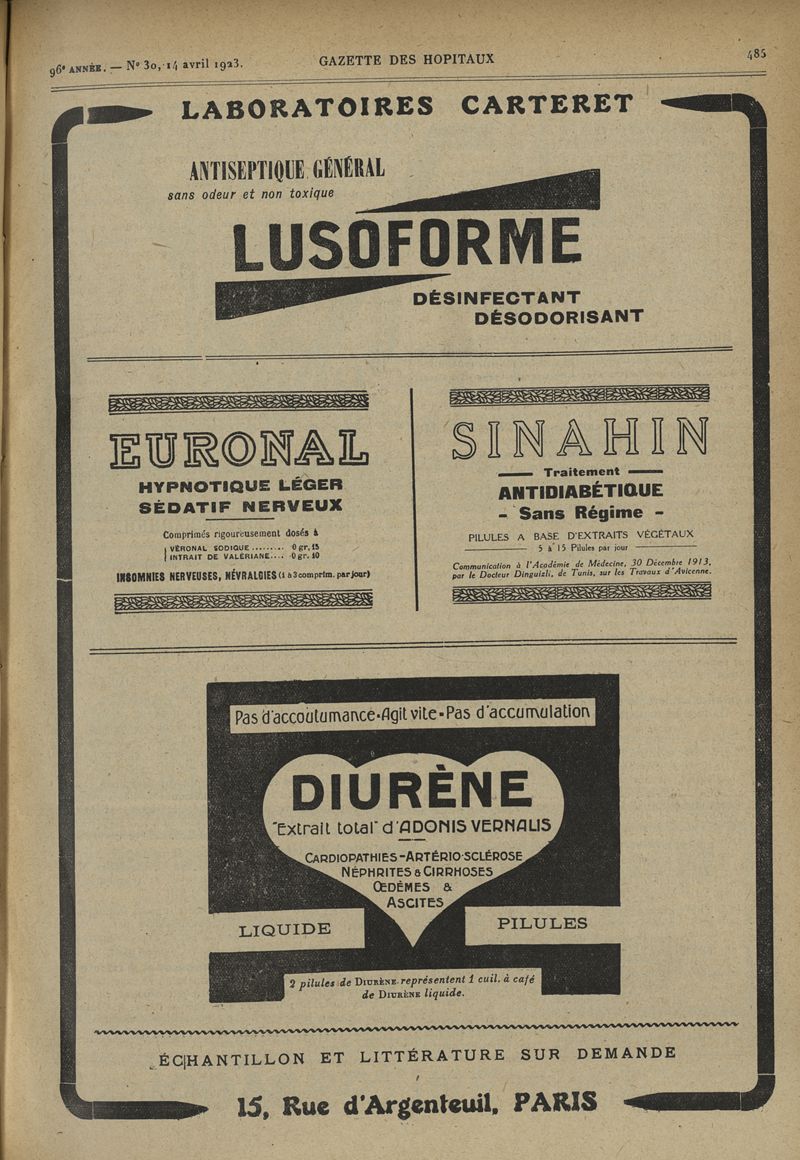 96e ANNÉE. — No 30, 14 avril 1923.
GAZETTE DES HOPITAUX
485
LABORATOIRES CARTERET
ANTISEPTIQUE GÉNÉRAL
sans odeur et non toxique
LUSOFORME
DÉSINFECTANT
DÉSODORISANT
EURONAL
HYPNOTIQUE LÉGER
SÉDATIF NERVEUX
Comprimés rigoureusement dosés à
VÉRONAL SODIQUE ......... 0 gr. 15
INTRAIT DE VALÉRIANE.... 0 gr. 10
INSOMNIES NERVEUSES, NÉVRALGIES (1 à 3 comprim. par jour)
SINAHIN
Traitement
ANTIDIABÉTIQUE
- Sans Régime -
PILULES A BASE D'EXTRAITS VÉGÉTAUX
5 à 15 Pilules par jour
Communication à l'Académie de Médecine, 30 Décembre 1913,
par le Docteur Dinguizli, de Tunis, sur les Travaux d'Avicenne.
Pas d'accoutumance-Agit vite-Pas d'accumulation
DIURÈNE
"Extrait total" d'ADONIS VERNALIS
CARDIOPATHIES-ARTÉRIO-SCLÉROSE
NÉPHRITES & CIRRHOSES
ŒDÉMES &
ASCITES
LIQUIDE
PILULES
2 pilules de DIURÈNE représentent 1 cuil. à café
de DIURÈNE liquide.
ÉCHANTILLON ET LITTÉRATURE SUR DEMANDE
15, Rue d'Argenteuil, PARIS